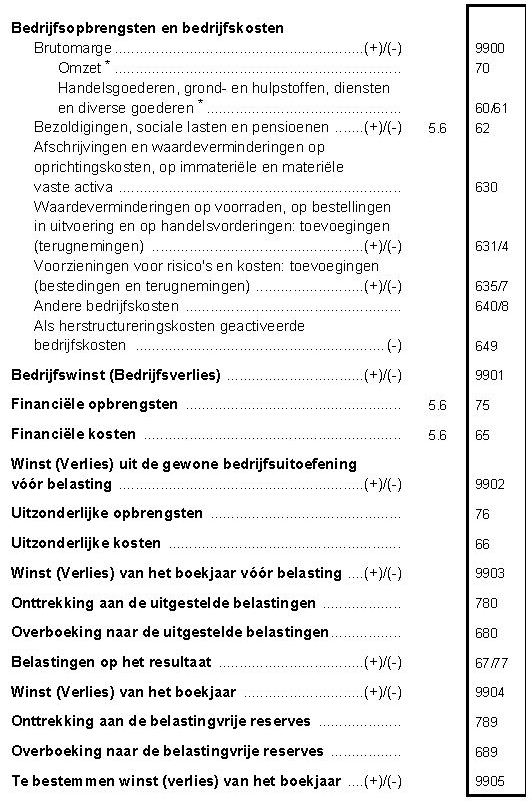 Bedrijfsopbrengsten en bedrijfskosten
Brutomarge ........................................................(+)/(-) 9900
Omzet * ................................................................ 70
Handelsgoederen, grond- en hulpstoffen, diensten
en diverse goederen * ............................................ 60/61
Bezoldigingen, sociale lasten en pensioenen .......(+)/(-) 5.6 62
Afschrijvingen en waardeverminderingen op
oprichtingskosten, op immateriële en materiële
vaste activa ............................................................... 630
Waardeverminderingen op voorraden, op bestellingen
in uitvoering en op handelsvorderingen: toevoegingen
(terugnemingen) ................................................(+)/(-) 631/4
Voorzieningen voor risico's en kosten: toevoegingen
(bestedingen en terugnemingen) .........................(+)/(-) 635/7
Andere bedrijfskosten ................................................. 640/8
Als herstructureringskosten geactiveerde
bedrijfskosten ........................................................(-) 649
Bedrijfswinst (Bedrijfsverlies) ...............................(+)/(-) 9901
Financiële opbrengsten ................................................ 5.6 75
Financiële kosten ......................................................... 5.6 65
Winst (Verlies) uit de gewone bedrijfsuitoefening
vóór belasting .......................................................(+)/(-) 9902
Uitzonderlijke opbrengsten .......................................... 76
Uitzonderlijke kosten ................................................... 66
Winst (Verlies) van het boekjaar vóór belasting ....(+)/(-) 9903
Onttrekking aan de uitgestelde belastingen .................. 780
Overboeking naar de uitgestelde belastingen................ 680
Belastingen op het resultaat .................................(+)/(-) 67/77
Winst (Verlies) van het boekjaar ............................(+)/(-) 9904
Onttrekking aan de belastingvrije reserves ................... 789
Overboeking naar de belastingvrije reserves ................ 689
Te bestemmen winst (verlies) van het boekjaar ....(+)/(-) 9905